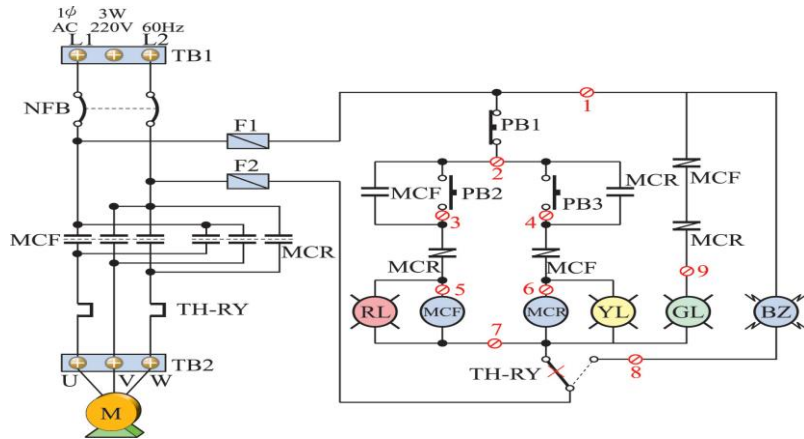 1ϕ 3W
AC 220V 60Hz
L1 L2
TB1
NFB
F1
F2
1
PB1
2
MCF
PB2
PB3
MCR
MCF
3
4
MCR
MCF
MCR
MCF
MCR
9
5
6
RL
MCF
MCR
YL
GL
BZ
TH-RY
7
TH-RY
8
TB2
U V W
M